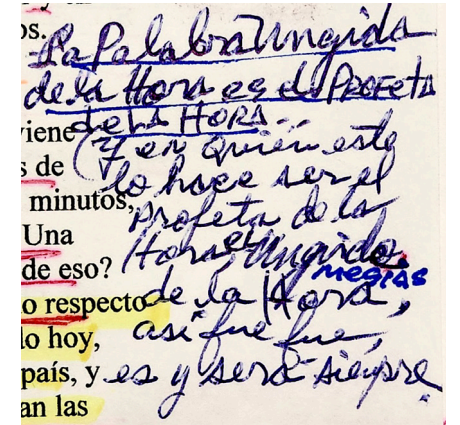 os.
-La Palabra Ungida
de la Hora es el Profeta
de la Hora.-
viene
(Y en quien este
s de
lo hace ser el
minutos,
Profeta de la
Una
Hora, el Ungido
de eso?
mesías
o respecto
de la Hora,
lo hoy,
así fue fue,
país, y
es y será siempre.
an las